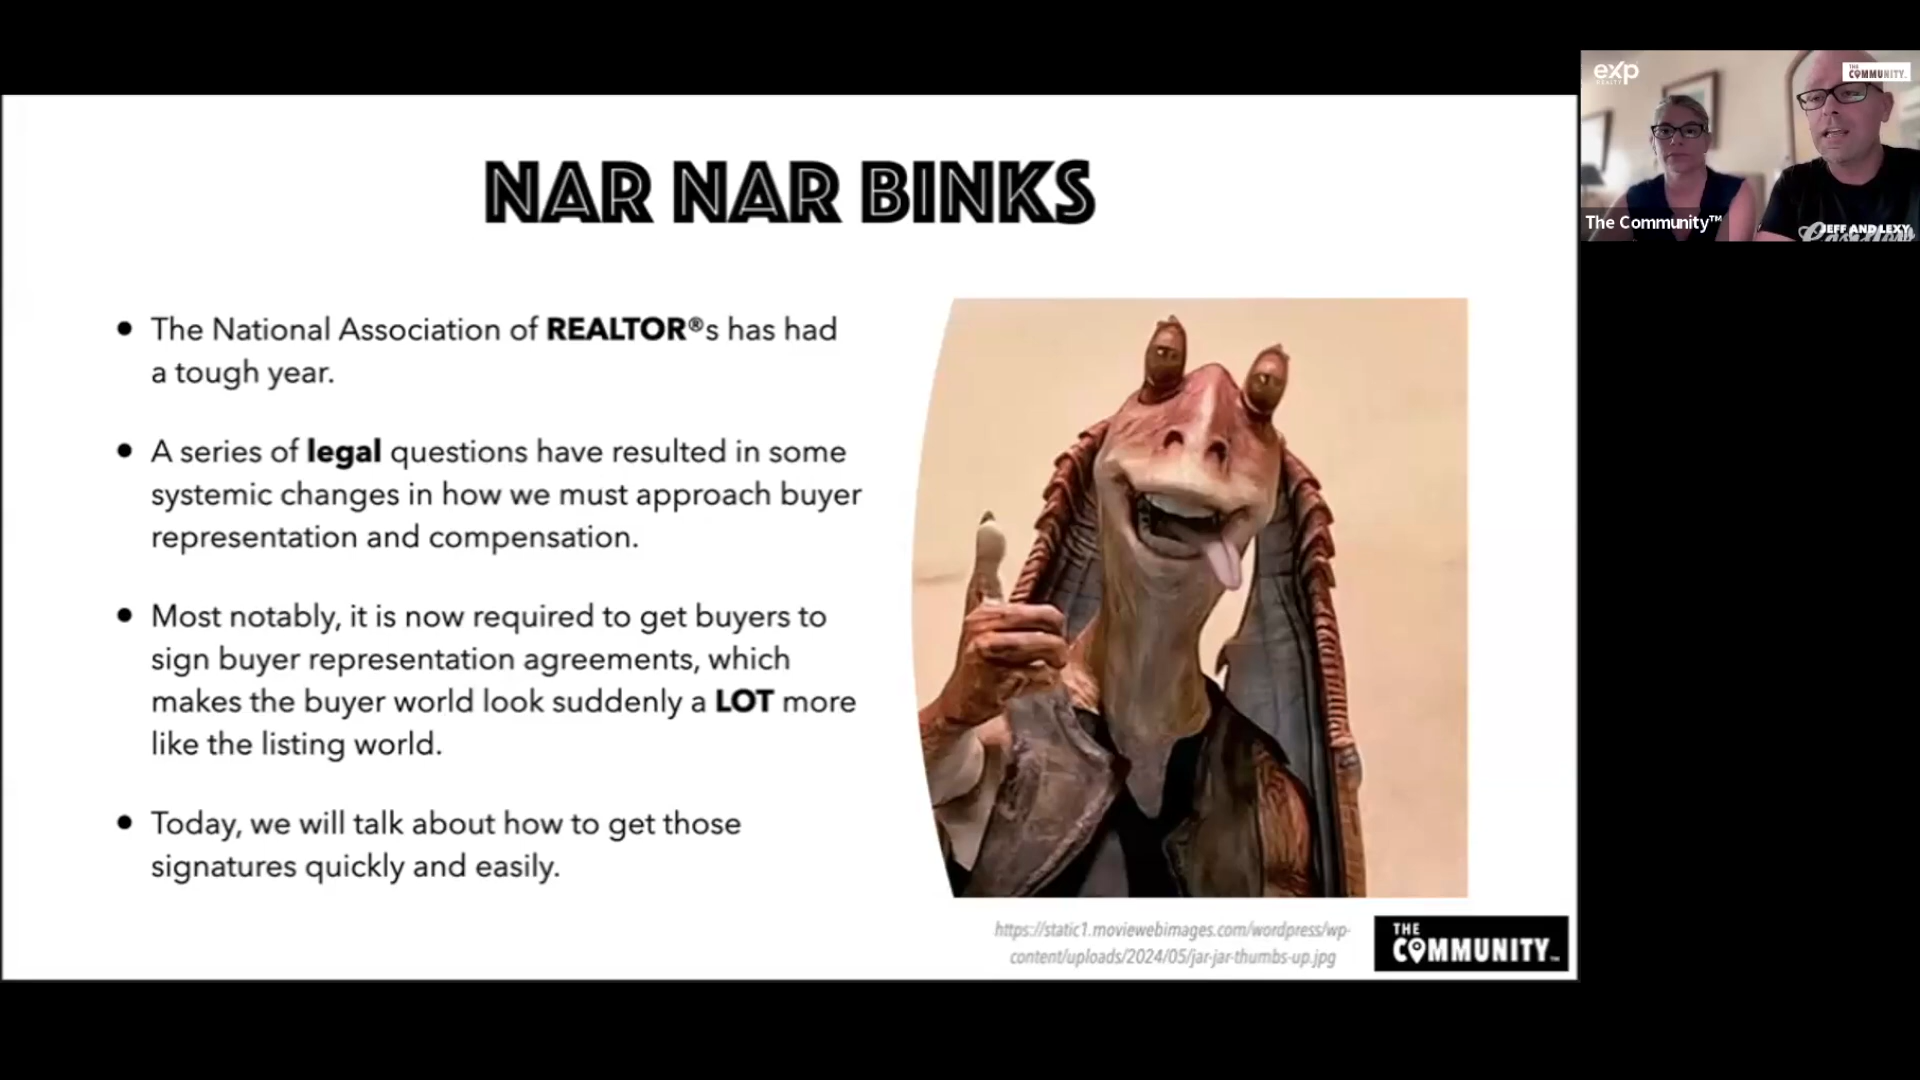 NAR NAR BINKS
• The National Association of REALTOR®s has had
a tough year.
• A series of legal questions have resulted in some
systemic changes in how we must approach buyer
representation and compensation.
• Most notably, it is now required to get buyers to
sign buyer representation agreements, which
makes the buyer world look suddenly a LOT more
like the listing world.
• Today, we will talk about how to get those
signatures quickly and easily.
https://static1.moviewebimages.com/wordpress/wp-
content/uploads/2024/05/jar-jar-thumbs-up.jpg
THE
COMMUNITY™
exp
REALTY
THE
COMMUNITY
The Community™
JEFF AND LEXY